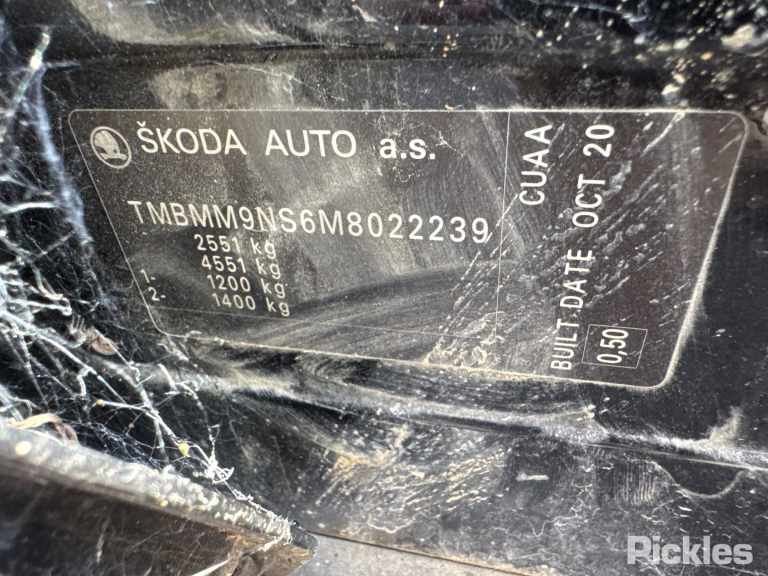 ŠKODA AUTO a.s.
TMBMM9NS6M8022239
2551 kg
4551 kg
1- 1200 kg
2- 1400 kg
CUAA
BUILT DATE OCT 20
0,50
Pickles